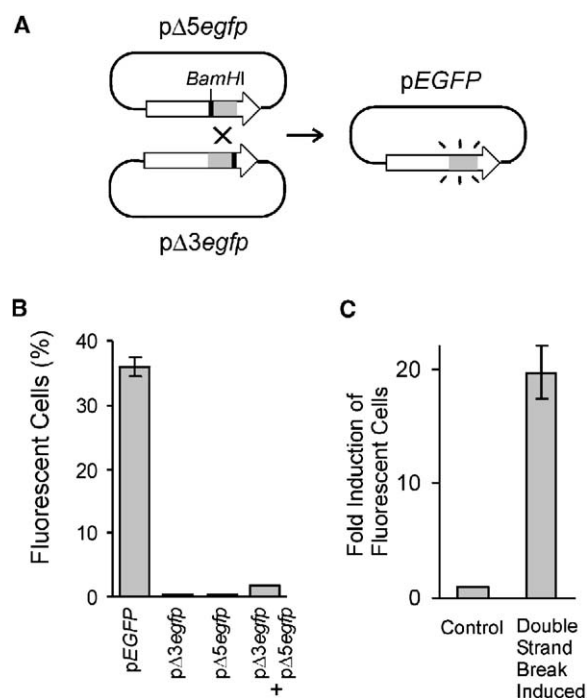 A
pΔ5egfp
BamHI
pEGFP
pΔ3egfp
B
Fluorescent Cells (%)
40
30
20
10
0
pEGFP
pΔ3egfp
pΔ5egfp
pΔ3egfp
+ pΔ5egfp
C
Fold Induction of
Fluorescent Cells
20
10
0
Control
Double
Strand
Break
Induced